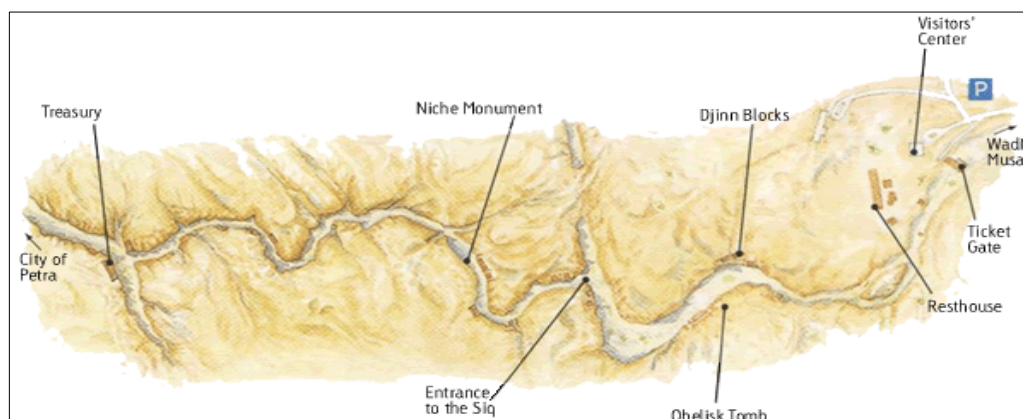 Visitors'
Center
P
Treasury
Niche Monument
Djinn Blocks
Wadi
Musa
City of
Petra
Ticket
Gate
Resthouse
Entrance
to the Siq
Obelisk Tomb